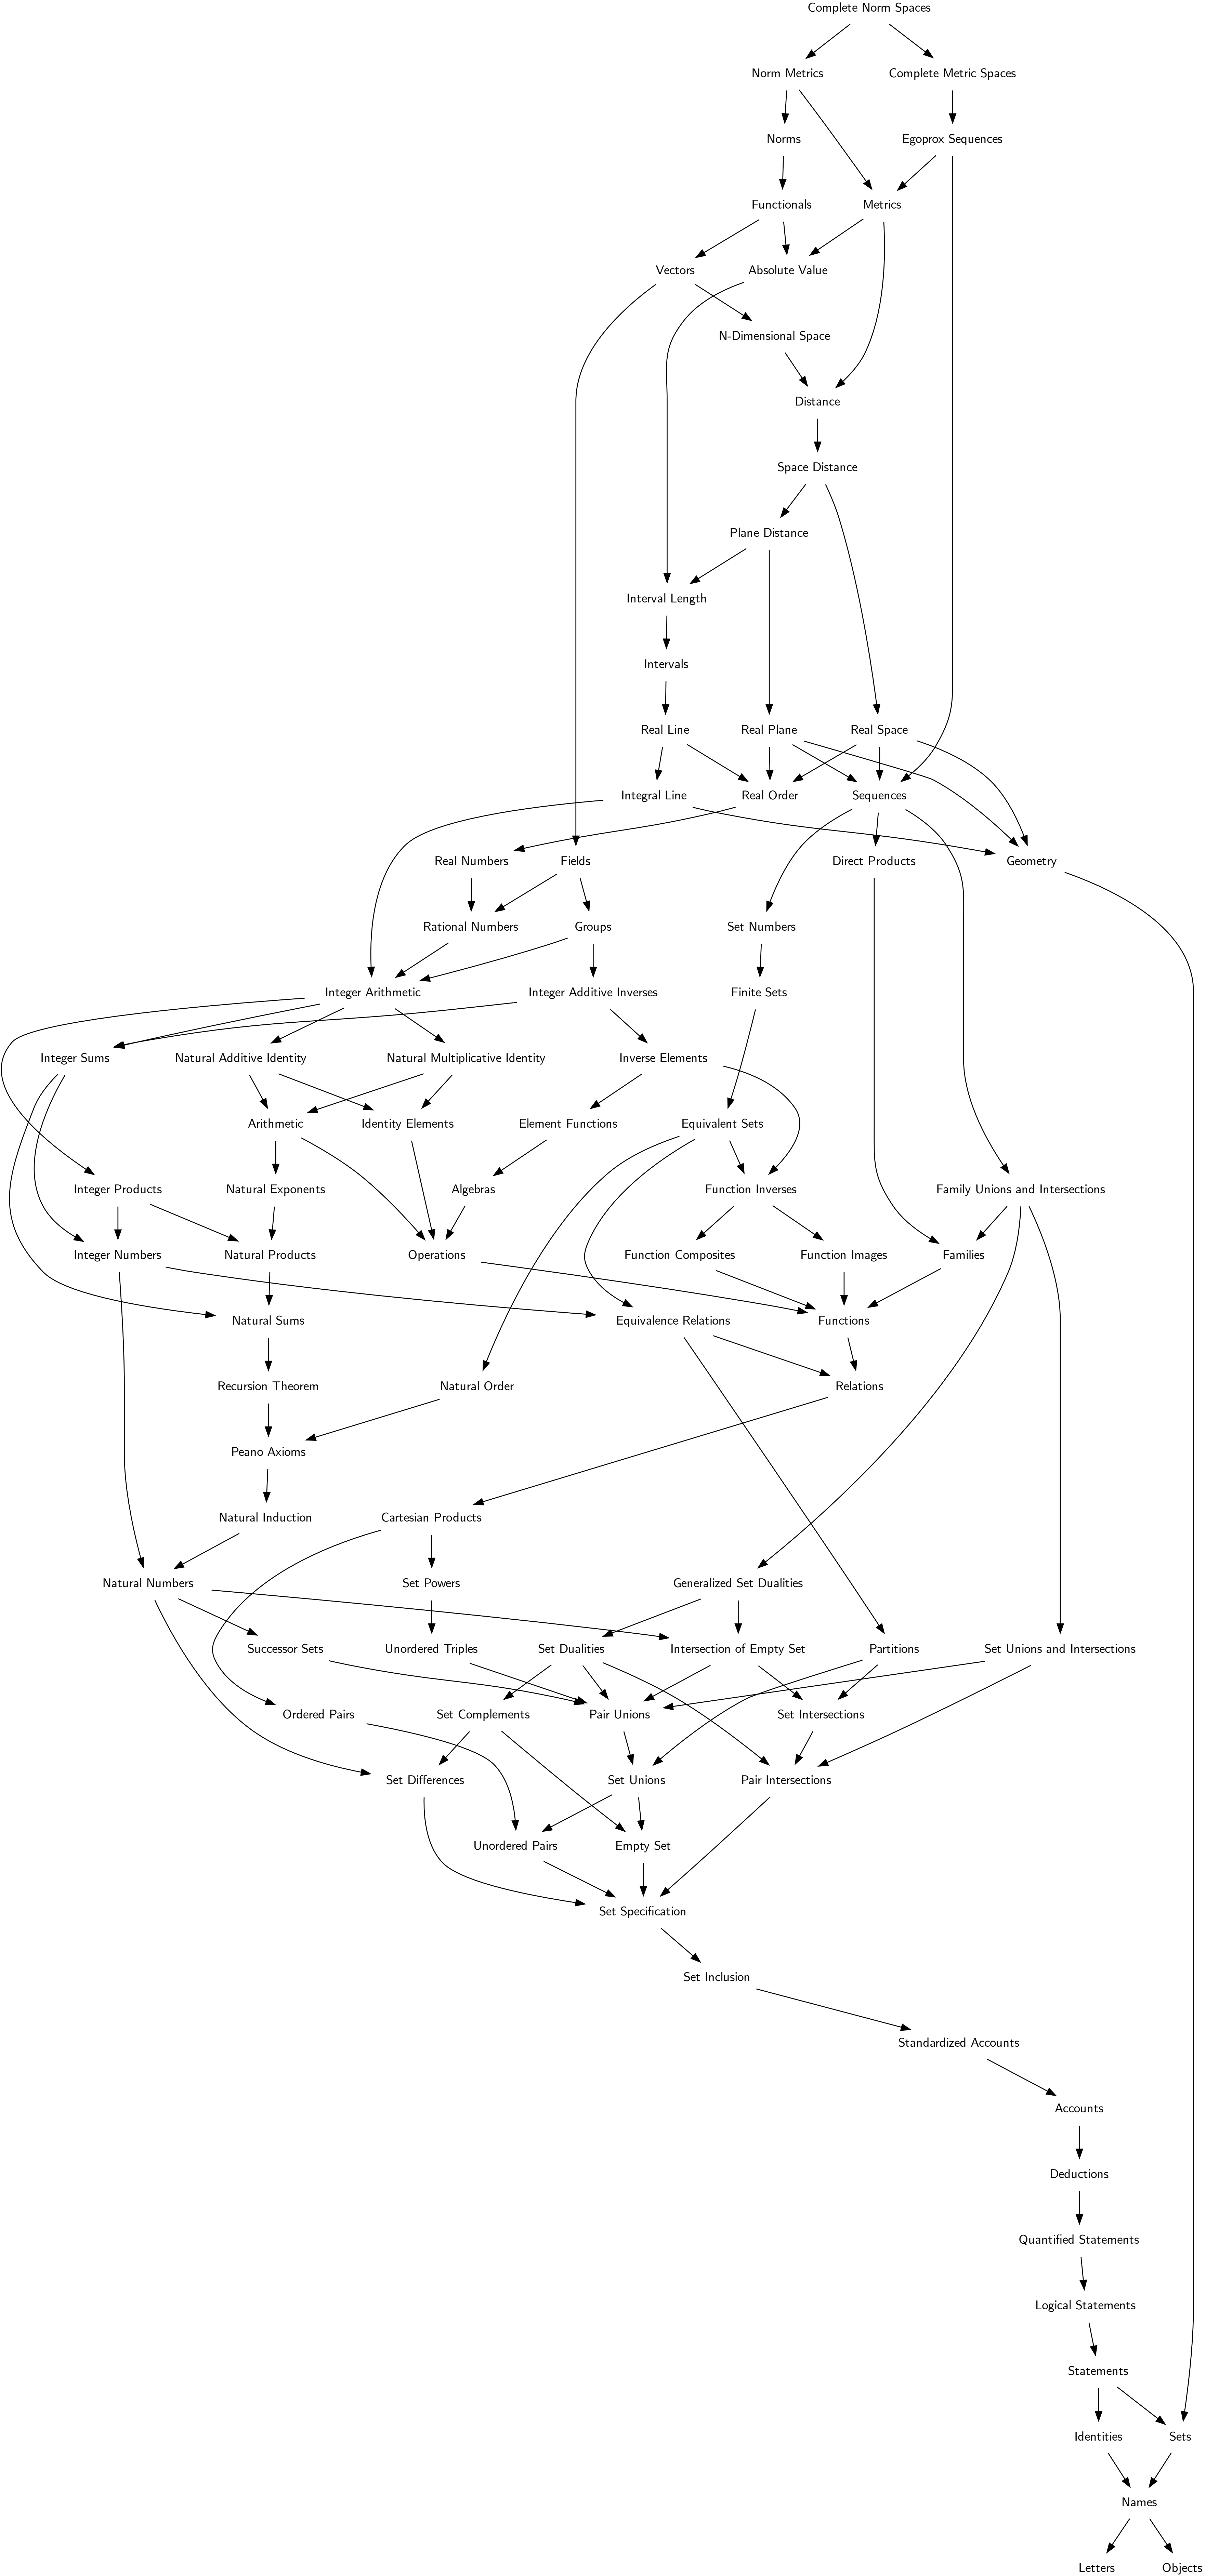 Complete Norm Spaces
Norm Metrics
Complete Metric Spaces
Norms
Egoprox Sequences
Functionals
Metrics
Vectors
Absolute Value
N-Dimensional Space
Distance
Space Distance
Plane Distance
Interval Length
Intervals
Real Line
Real Plane
Real Space
Integral Line
Real Order
Sequences
Real Numbers
Fields
Direct Products
Geometry
Rational Numbers
Groups
Set Numbers
Integer Arithmetic
Integer Additive Inverses
Finite Sets
Integer Sums
Natural Additive Identity
Natural Multiplicative Identity
Inverse Elements
Arithmetic
Identity Elements
Element Functions
Equivalent Sets
Integer Products
Natural Exponents
Algebras
Function Inverses
Family Unions and Intersections
Integer Numbers
Natural Products
Operations
Function Composites
Function Images
Families
Natural Sums
Equivalence Relations
Functions
Recursion Theorem
Natural Order
Relations
Peano Axioms
Natural Induction
Cartesian Products
Natural Numbers
Set Powers
Generalized Set Dualities
Successor Sets
Unordered Triples
Set Dualities
Intersection of Empty Set
Partitions
Set Unions and Intersections
Ordered Pairs
Set Complements
Pair Unions
Set Intersections
Set Differences
Set Unions
Pair Intersections
Unordered Pairs
Empty Set
Set Specification
Set Inclusion
Standardized Accounts
Accounts
Deductions
Quantified Statements
Logical Statements
Statements
Identities
Sets
Names
Letters
Objects